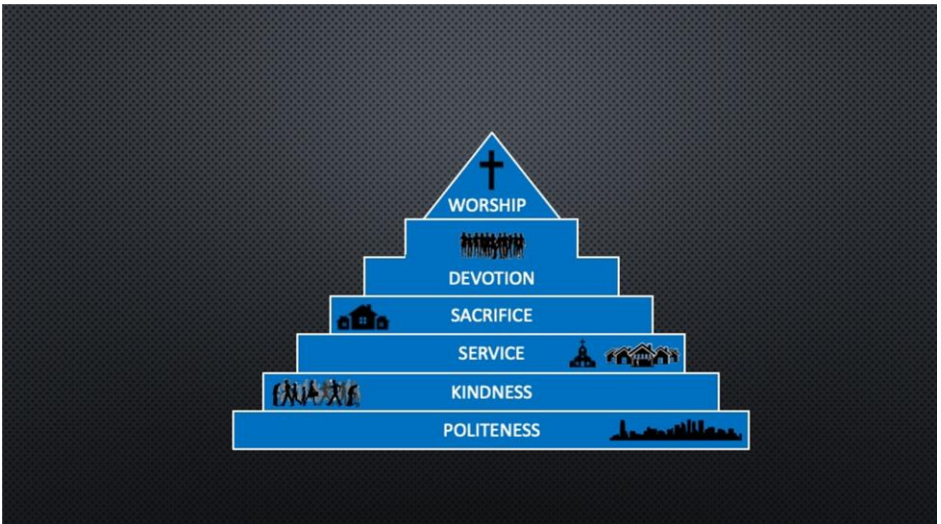 WORSHIP
DEVOTION
SACRIFICE
SERVICE
KINDNESS
POLITENESS